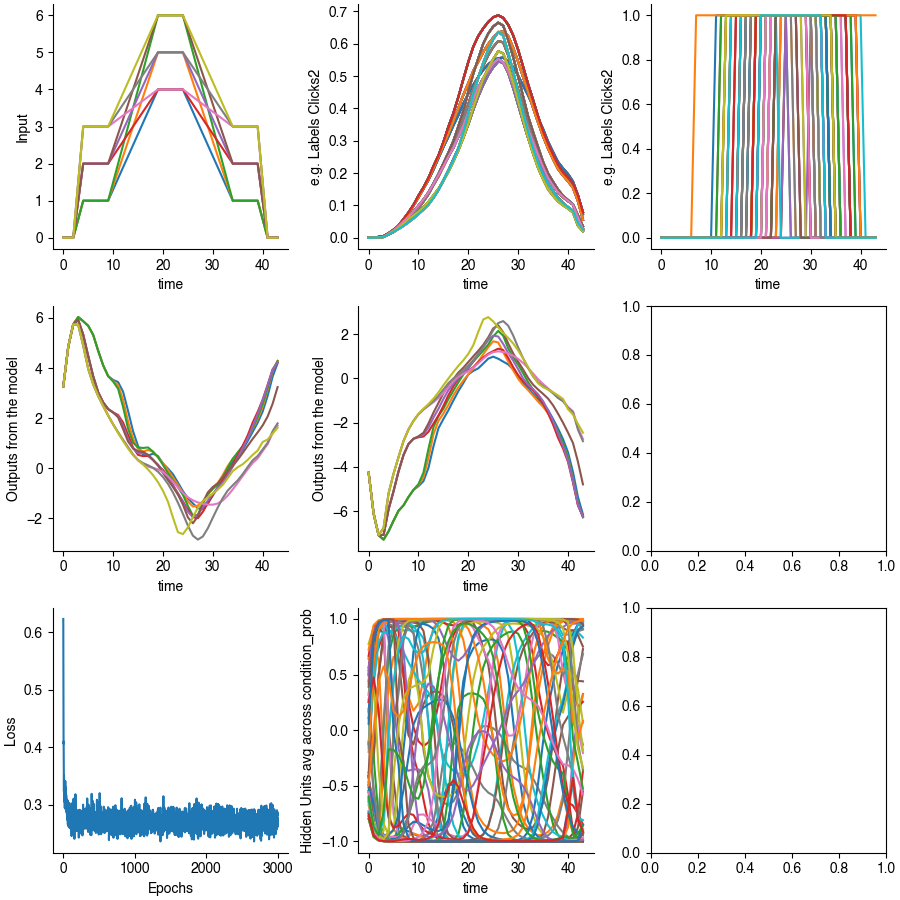 Input
6
5
4
3
2
1
0
0 10 20 30 40
time
e.g. Labels Clicks2
0.7
0.6
0.5
0.4
0.3
0.2
0.1
0.0
0 10 20 30 40
time
e.g. Labels Clicks2
1.0
0.8
0.6
0.4
0.2
0.0
0 10 20 30 40
time
Outputs from the model
6
4
2
0
−2
0 10 20 30 40
time
Outputs from the model
2
0
−2
−4
−6
0 10 20 30 40
time
1.0
0.8
0.6
0.4
0.2
0.0
0.0 0.2 0.4 0.6 0.8 1.0
Loss
0.6
0.5
0.4
0.3
0 1000 2000 3000
Epochs
Hidden Units avg across condition_prob
1.0
0.5
0.0
−0.5
−1.0
0 10 20 30 40
time
1.0
0.8
0.6
0.4
0.2
0.0
0.0 0.2 0.4 0.6 0.8 1.0